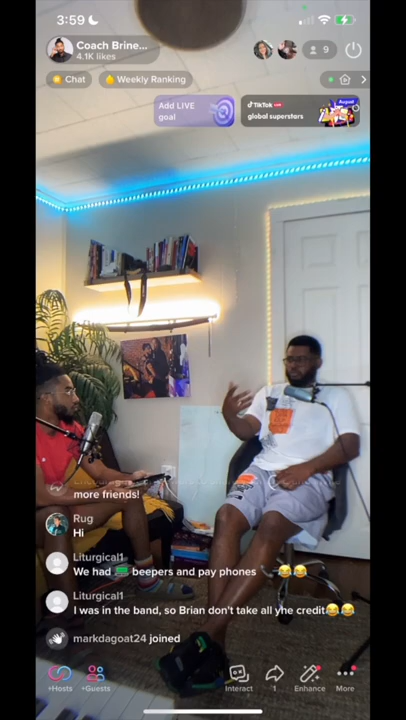 3:59
Coach Brine...
4.1K likes
9
Chat
Weekly Ranking
Add LIVE
goal
TikTok LIVE
global superstars
August
more friends!
Rug
Hi
Liturgical1
We had 📟 beepers and pay phones 😂😂
Liturgical1
I was in the band, so Brian don't take all yhe credit😂😂
markdagoat24 joined
+Hosts
+Guests
Interact
1
Enhance
More